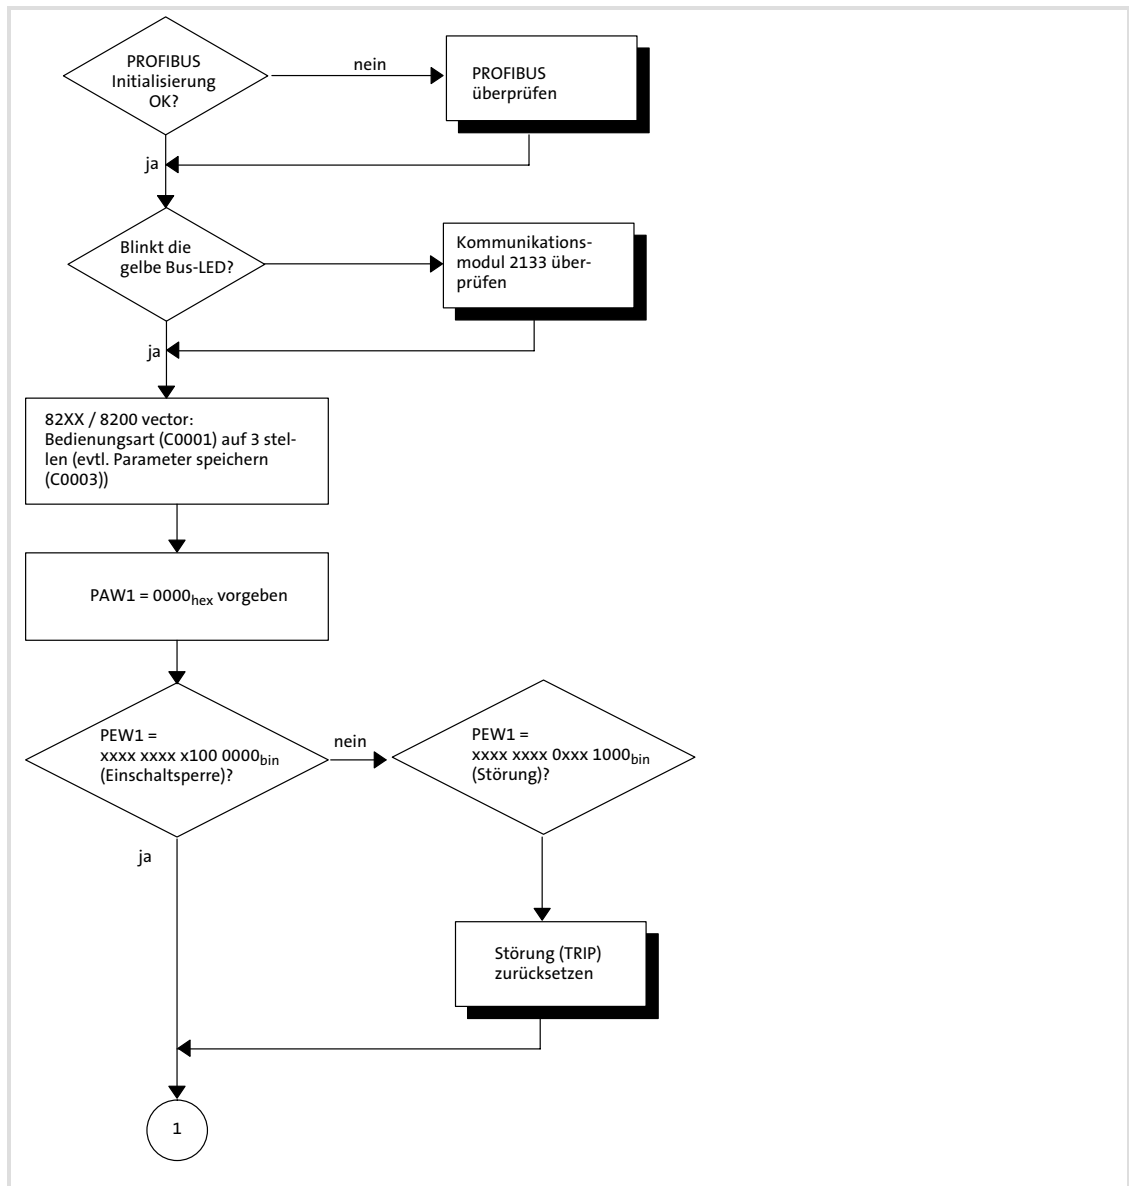 PROFIBUS
Initialisierung
OK?
nein
PROFIBUS
überprüfen
ja
Blinkt die
gelbe Bus-LED?
Kommunikations-
modul 2133 über-
prüfen
ja
82XX / 8200 vector:
Bedienungsart (C0001) auf 3 stel-
len (evtl. Parameter speichern
(C0003))
PAW1 = 0000hex vorgeben
PEW1 =
xxxx xxxx x100 0000bin
(Einschaltsperre)?
nein
PEW1 =
xxxx xxxx 0xxx 1000bin
(Störung)?
ja
Störung (TRIP)
zurücksetzen
1